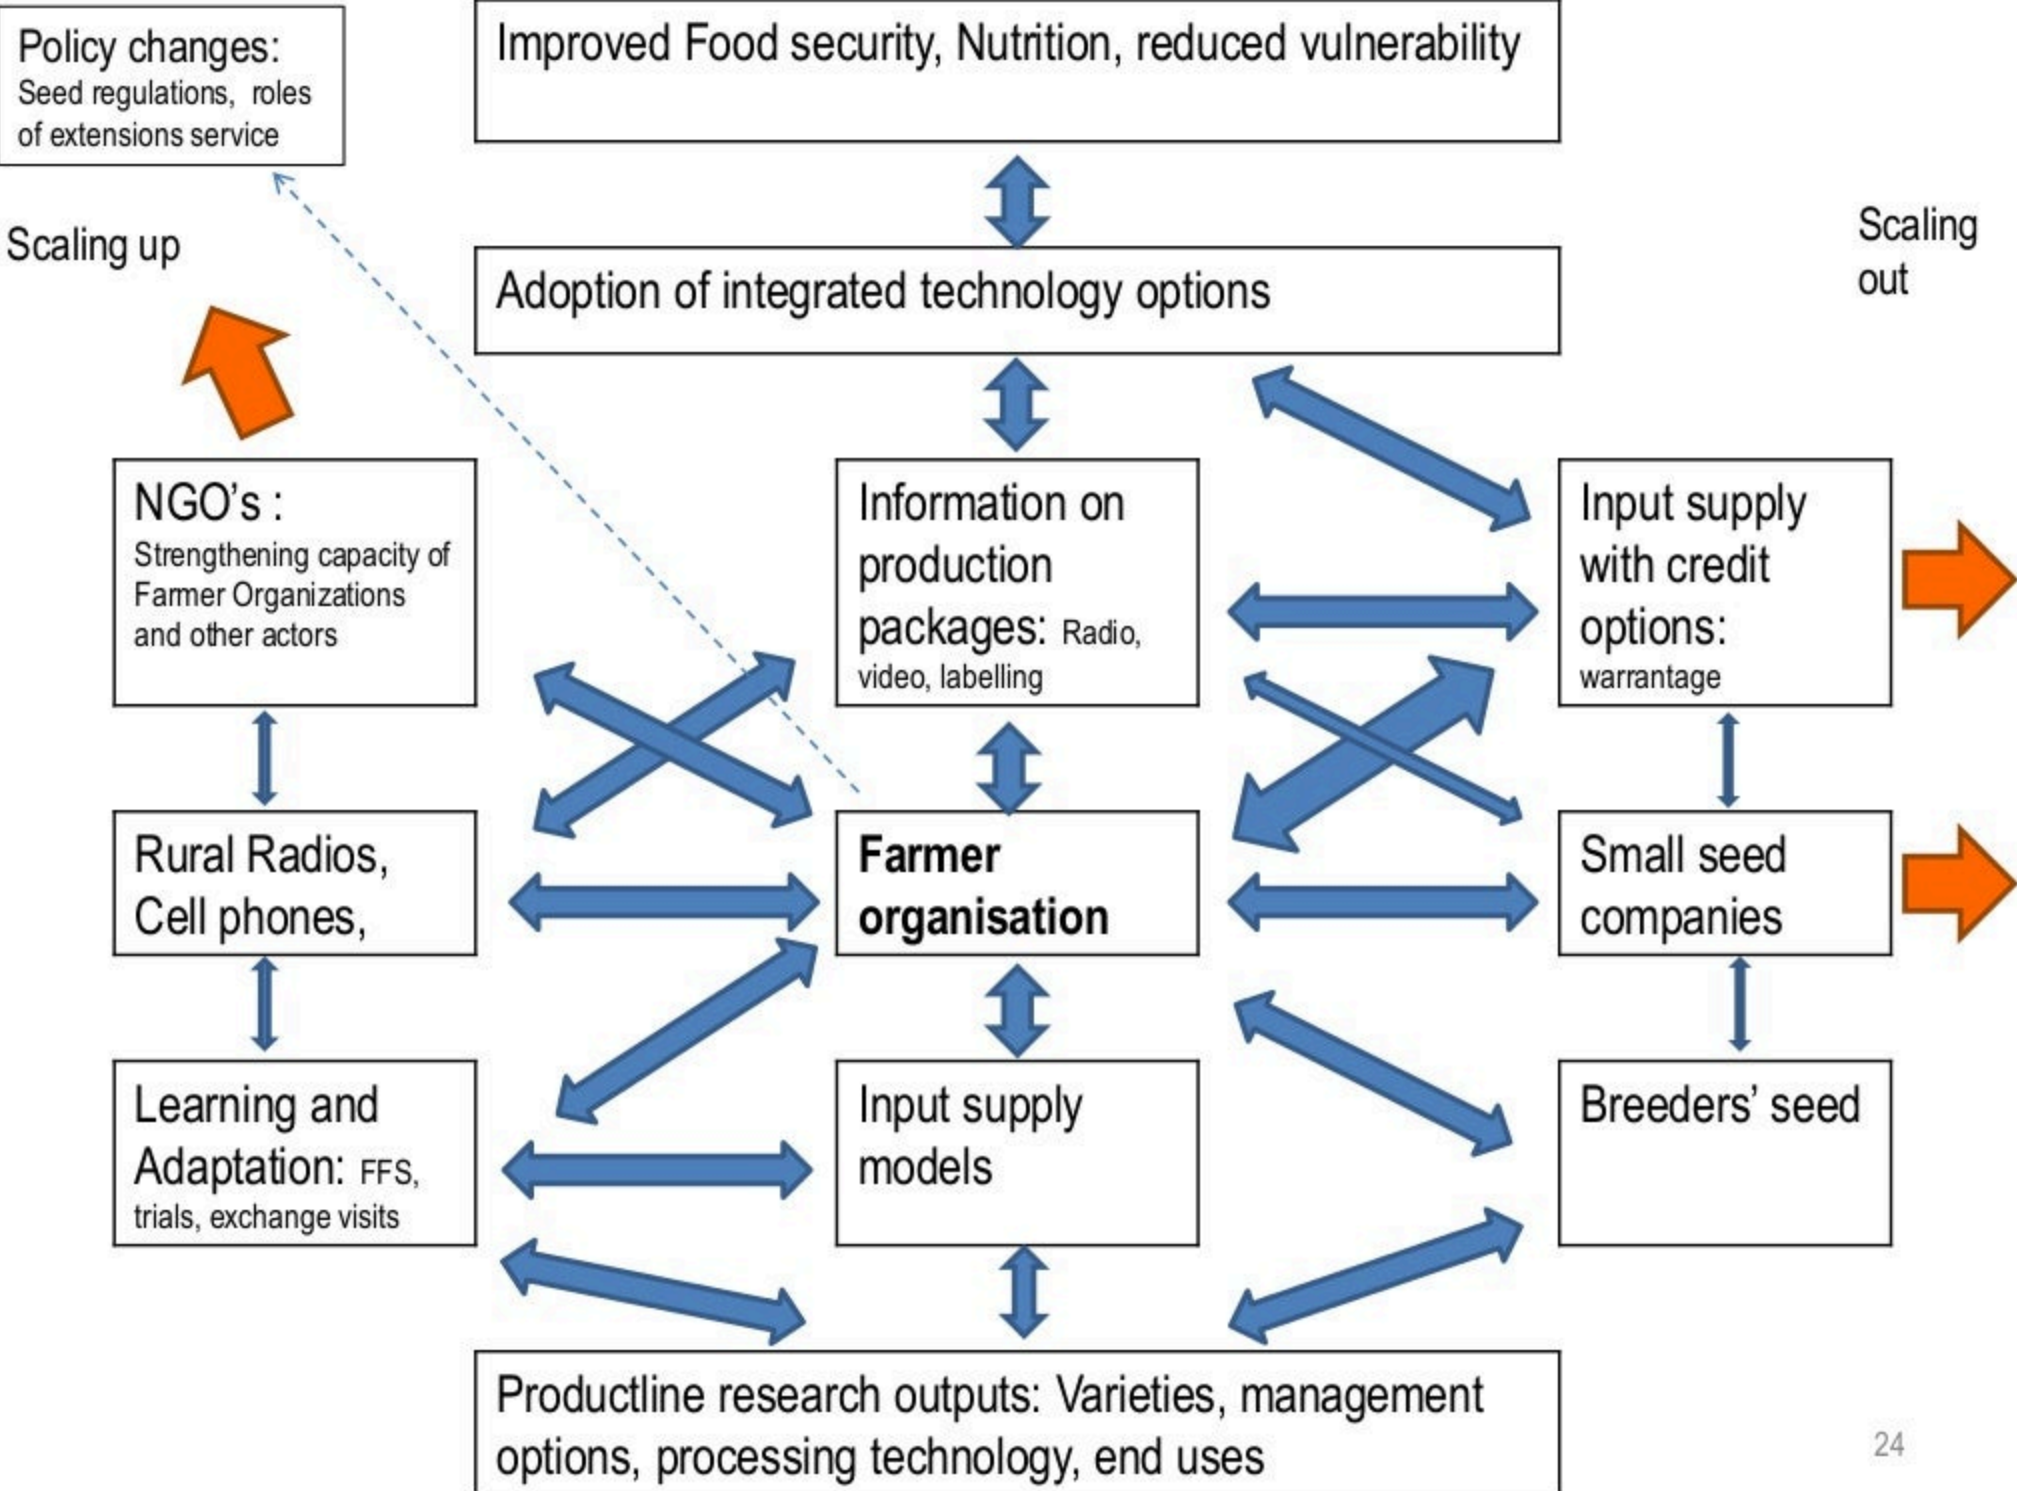 Policy changes:
Seed regulations, roles
of extensions service
Improved Food security, Nutrition, reduced vulnerability
Scaling up
Scaling
out
Adoption of integrated technology options
NGO’s :
Strengthening capacity of
Farmer Organizations
and other actors
Information on
production
packages: Radio,
video, labelling
Input supply
with credit
options:
warrantage
Rural Radios,
Cell phones,
Farmer
organisation
Small seed
companies
Learning and
Adaptation: FFS,
trials, exchange visits
Input supply
models
Breeders’ seed
Productline research outputs: Varieties, management
options, processing technology, end uses
24